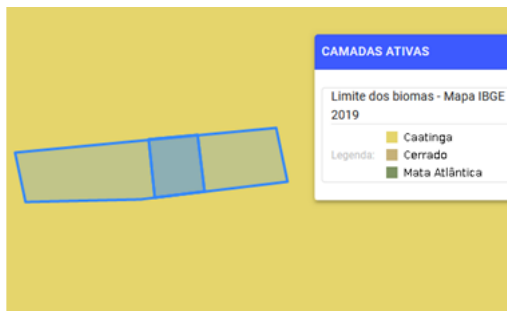 CAMADAS ATIVAS
Limite dos biomas - Mapa IBGE
2019
Legenda:
Caatinga
Cerrado
Mata Atlântica